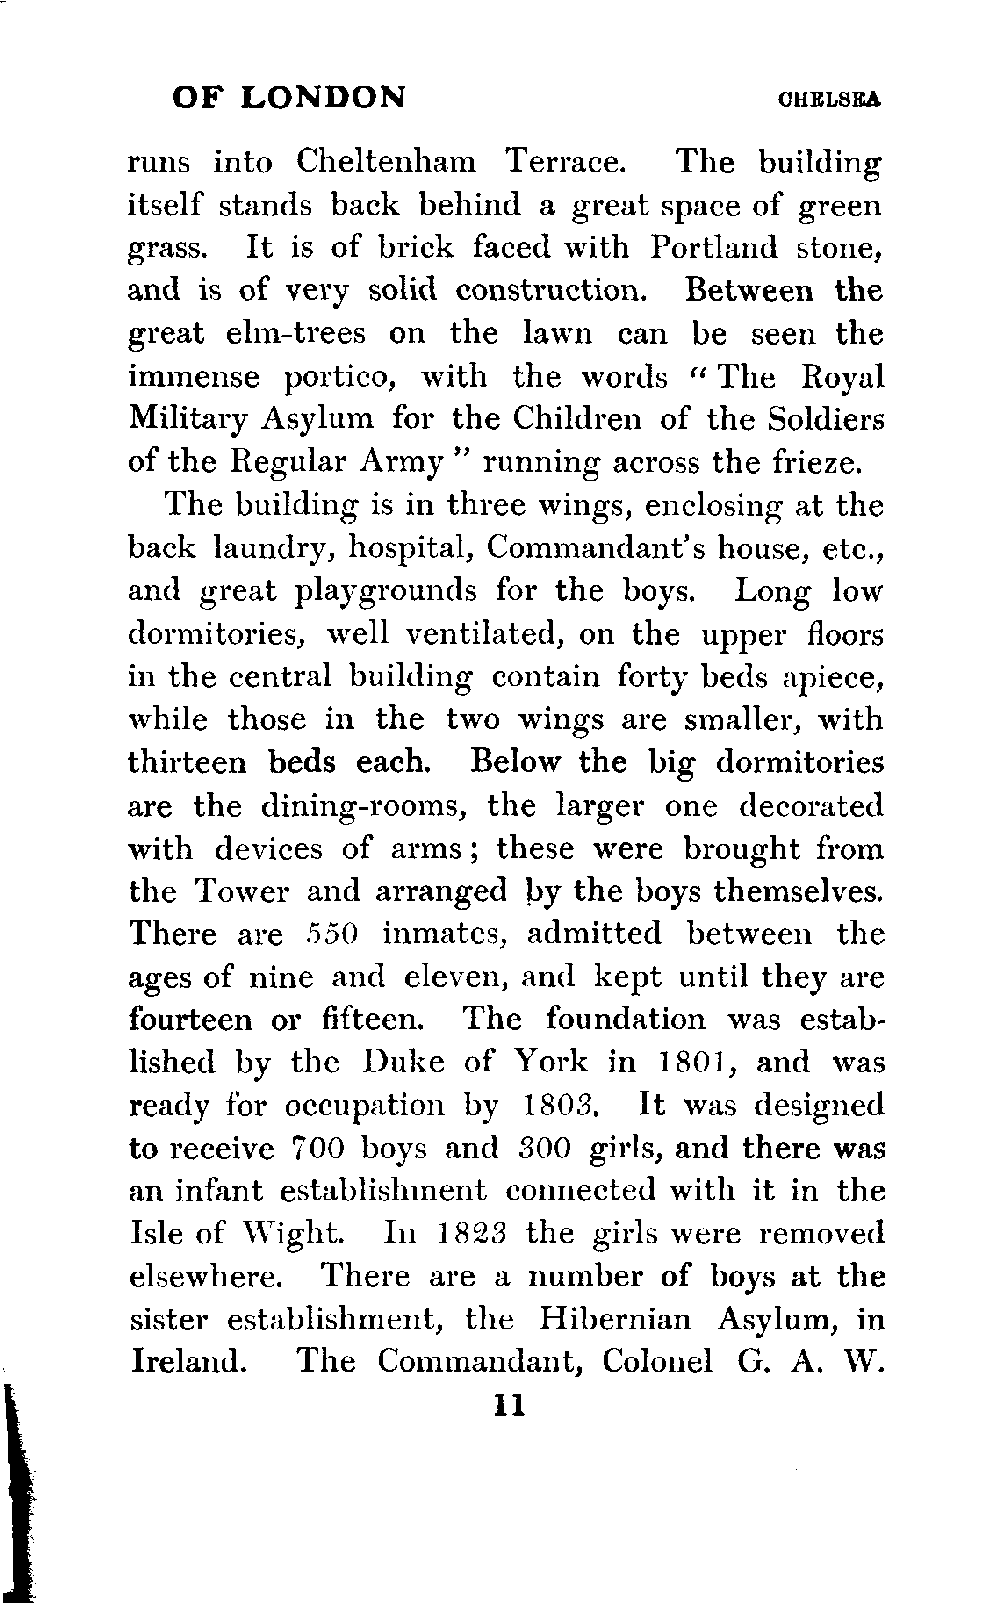 OF LONDON CHELSEA
runs into Cheltenham Terrace. The building
itself stands back behind a great space of green
grass. It is of brick faced with Portland stone,
and is of very solid construction. Between the
great elm-trees on the lawn can be seen the
immense portico, with the words “ The Royal
Military Asylum for the Children of the Soldiers
of the Regular Army ” running across the frieze.
The building is in three wings, enclosing at the
back laundry, hospital, Commandant's house, etc.,
and great playgrounds for the boys. Long low
dormitories, well ventilated, on the upper floors
in the central building contain forty beds apiece,
while those in the two wings are smaller, with
thirteen beds each. Below the big dormitories
are the dining-rooms, the larger one decorated
with devices of arms ; these were brought from
the Tower and arranged by the boys themselves.
There are 550 inmates, admitted between the
ages of nine and eleven, and kept until they are
fourteen or fifteen. The foundation was estab-
lished by the Duke of York in 1801, and was
ready for occupation by 1803. It was designed
to receive 700 boys and 300 girls, and there was
an infant establishment connected with it in the
Isle of Wight. In 1823 the girls were removed
elsewhere. There are a number of boys at the
sister establishment, the Hibernian Asylum, in
Ireland. The Commandant, Colonel G. A. W.
11